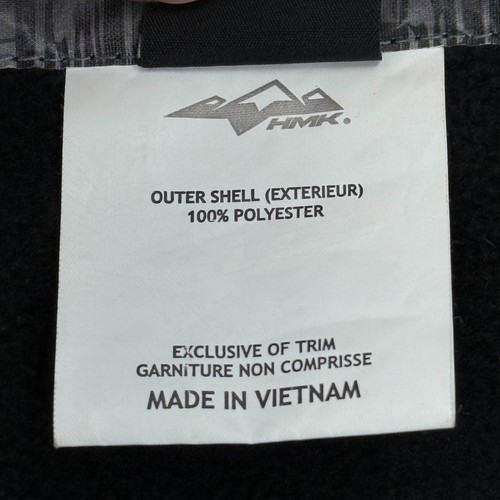 HMK.
OUTER SHELL (EXTERIEUR)
100% POLYESTER
EXCLUSIVE OF TRIM
GARNITURE NON COMPRISSE
MADE IN VIETNAM